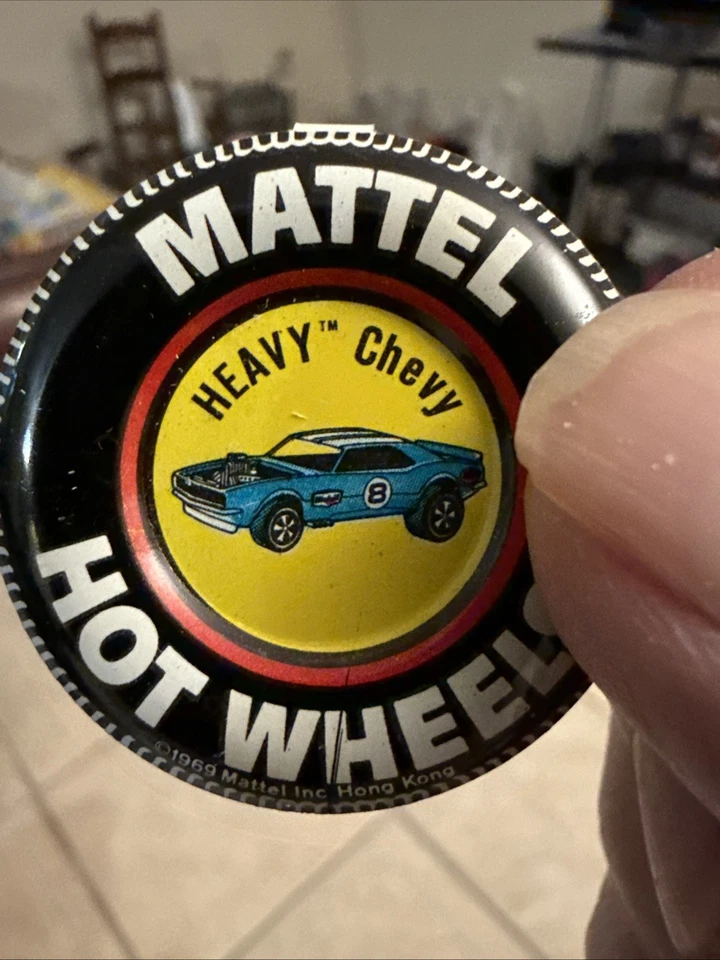 MATTEL
HEAVY™ Chevy
8
HOT WHEELS
©1969 Mattel Inc Hong Kong